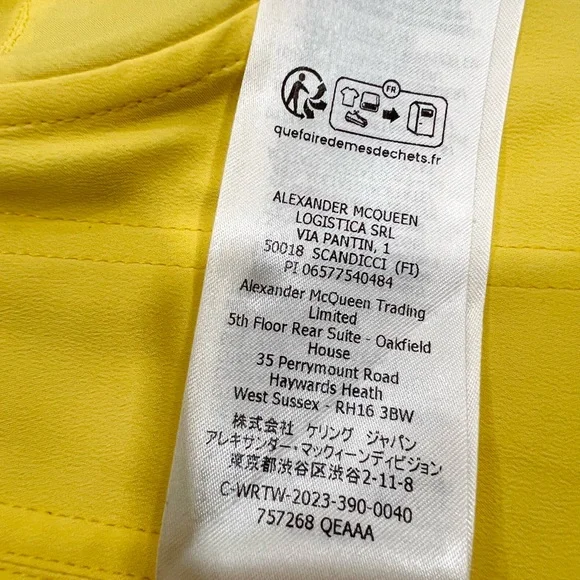 FR
quefairedemesdechets.fr
ALEXANDER MCQUEEN
LOGISTICA SRL
VIA PANTIN, 1
50018 SCANDICCI (FI)
PI 06577540484
Alexander McQueen Trading
Limited
5th Floor Rear Suite - Oakfield
House
35 Perrymount Road
Haywards Heath
West Sussex - RH16 3BW
株式会社 ケリング ジャパン
アレキサンダー・マックィーンディビジョン
東京都渋谷区渋谷2-11-8
C-WRTW-2023-390-0040
757268 QEAAA